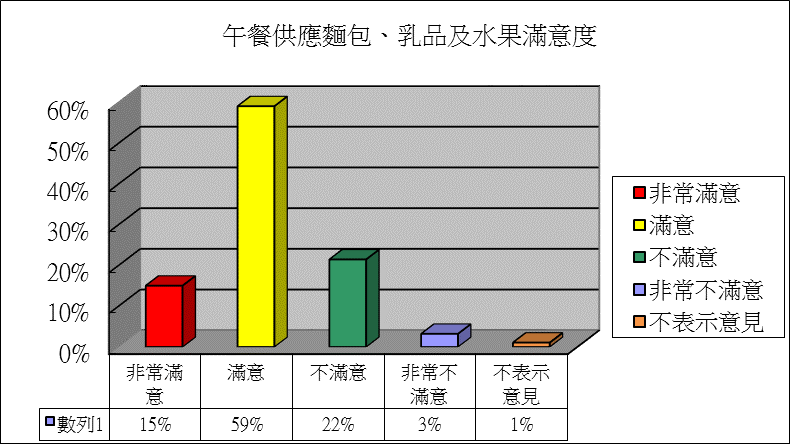 午餐供應麵包、乳品及水果滿意度
60%
50%
40%
30%
20%
10%
0%
非常滿意
滿意
不滿意
非常不滿意
不表示意見
非常滿
意
滿意
不滿意
非常不
滿意
不表示
意見
數列1 15% 59% 22% 3% 1%